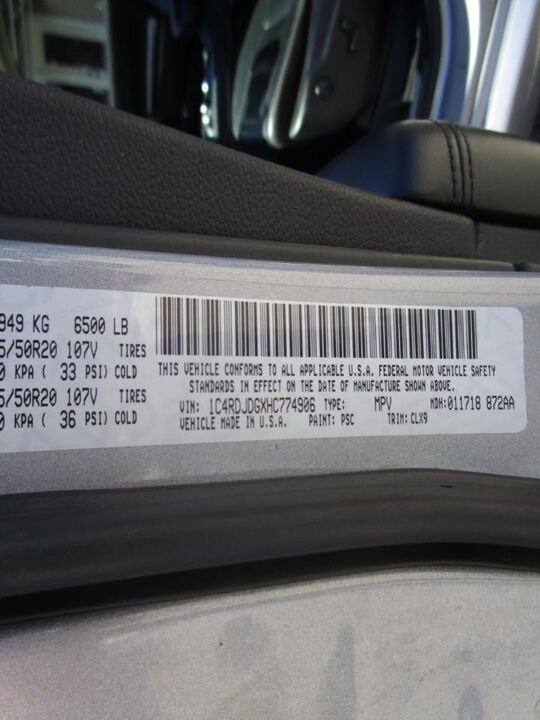 949 KG 6500 LB
5/50R20 107V TIRES
0 KPA ( 33 PSI) COLD
5/50R20 107V TIRES
0 KPA ( 36 PSI) COLD
THIS VEHICLE CONFORMS TO ALL APPLICABLE U.S.A. FEDERAL MOTOR VEHICLE SAFETY
STANDARDS IN EFFECT ON THE DATE OF MANUFACTURE SHOWN ABOVE.
VIN: 1C4RDJDGXHC774906 TYPE: MPV MDH:011718 872AA
VEHICLE MADE IN U.S.A. PAINT: PSC TRIM: CLX9